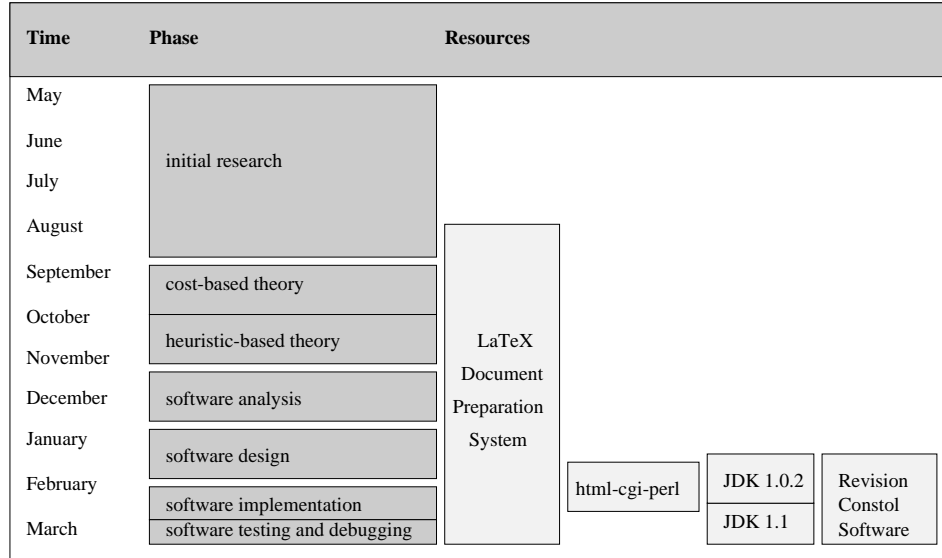 Time Phase Resources
May
June
initial research
July
August
September
cost-based theory
October
heuristic-based theory
November
December
software analysis
January
software design
February
software implementation
March
software testing and debugging
LaTeX
Document
Preparation
System
html-cgi-perl
JDK 1.0.2
JDK 1.1
Revision
Constol
Software